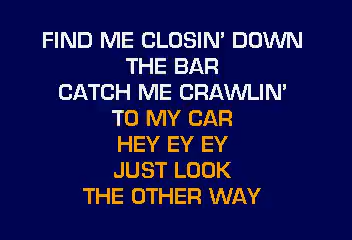 FIND ME CLOSIN' DOWN
THE BAR
CATCH ME CRAWLIN'
TO MY CAR
HEY EY EY
JUST LOOK
THE OTHER WAY